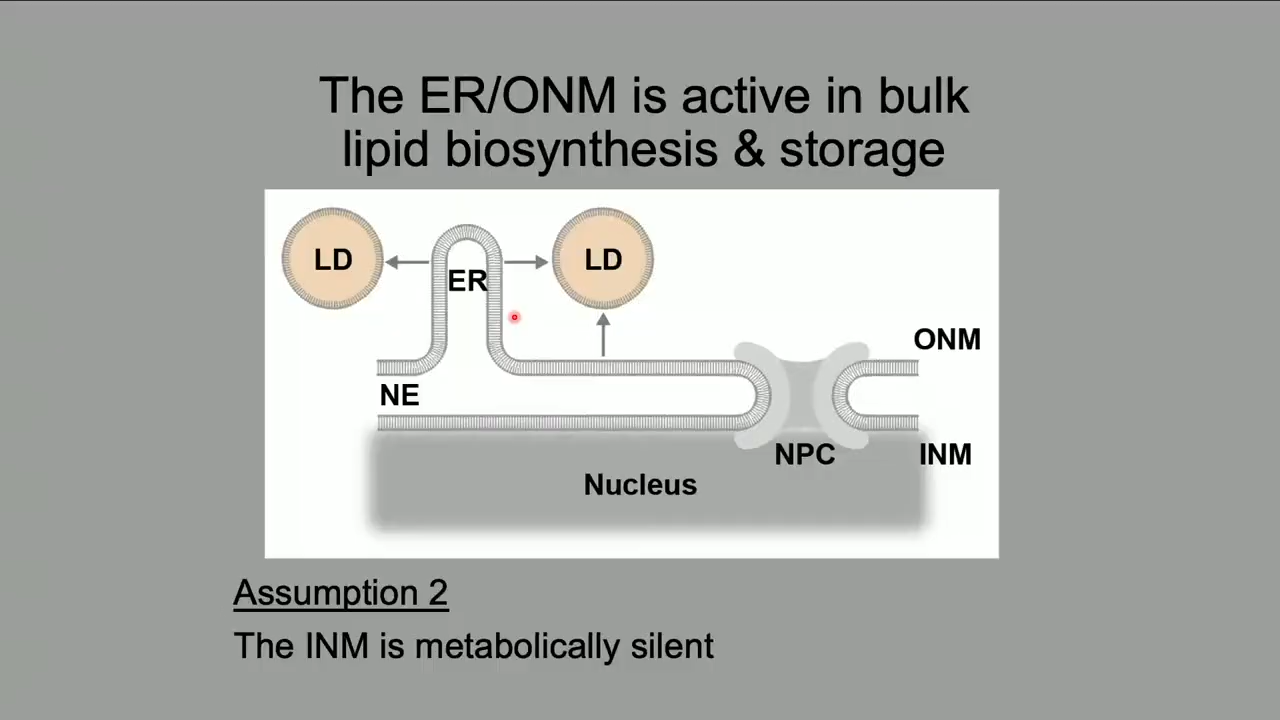 The ER/ONM is active in bulk
lipid biosynthesis & storage
LD
LD
ER
ONM
NE
NPC
INM
Nucleus
Assumption 2
The INM is metabolically silent